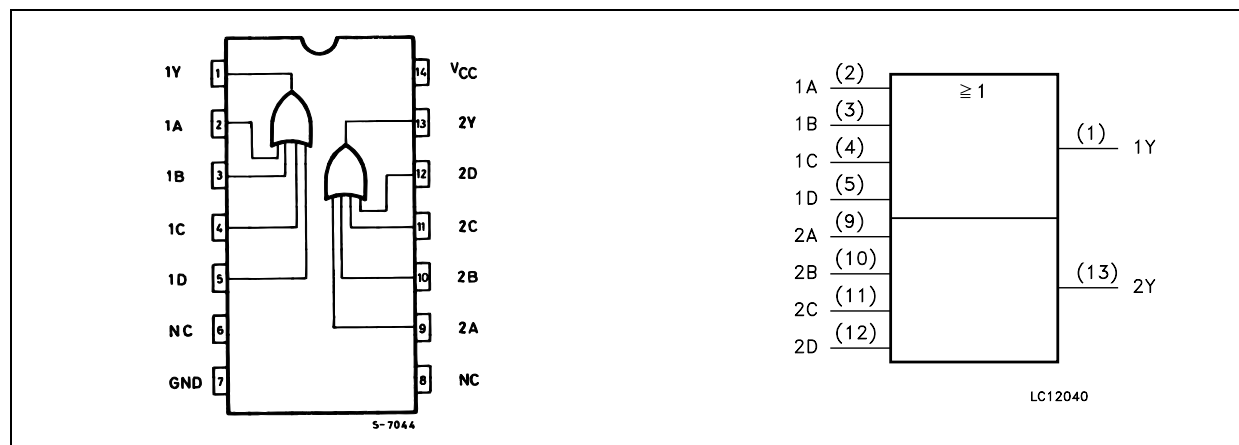 1Y 1 14 VCC
1A 2 13 2Y
1B 3 12 2D
1C 4 11 2C
1D 5 10 2B
NC 6 9 2A
GND 7 8 NC
S-7044
≧1
1A (2)
1B (3)
1C (4)
1D (5)
2A (9)
2B (10)
2C (11)
2D (12)
(1) 1Y
(13) 2Y
LC12040